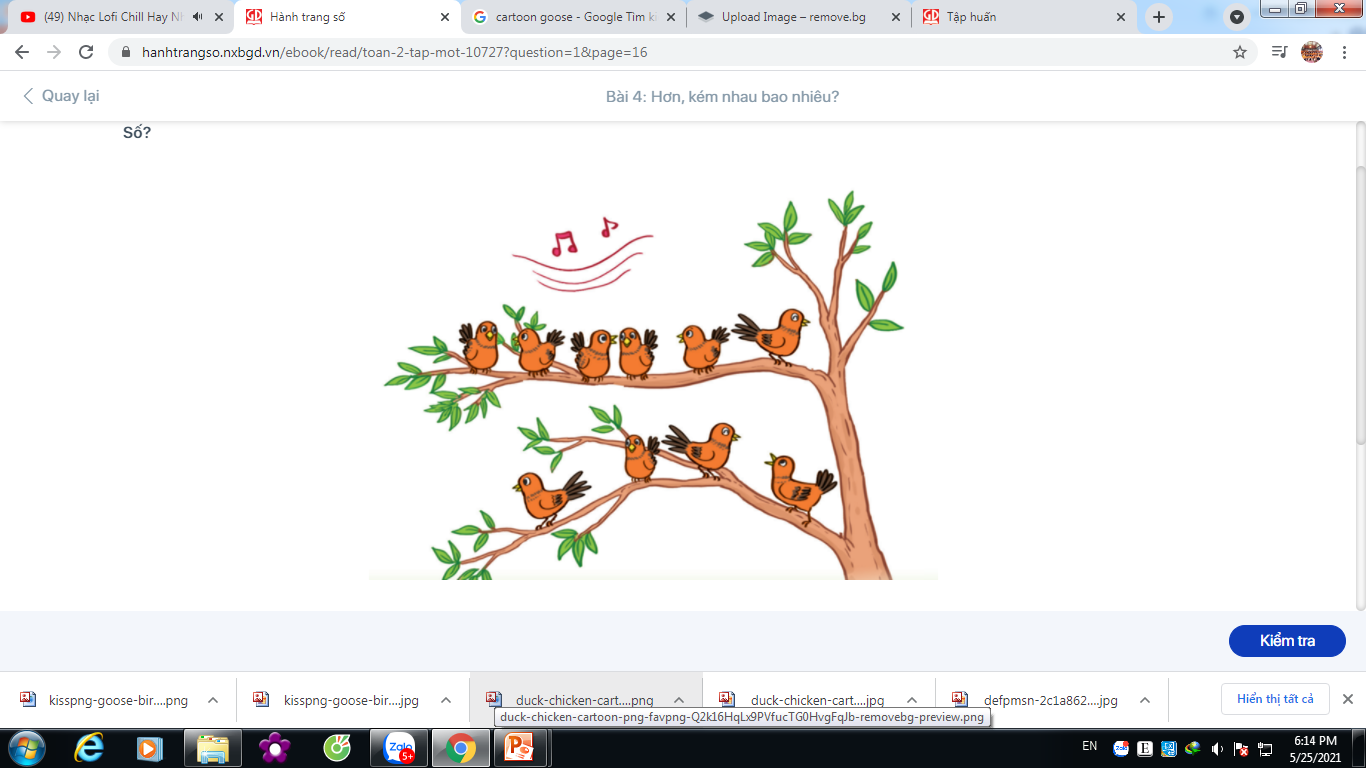 (49) Nhạc Lofi Chill Hay Nh
Hành trang số
cartoon goose - Google Tìm k
Upload Image – remove.bg
Tập huấn
hanhtrangso.nxbgd.vn/ebook/read/toan-2-tap-mot-10727?question=1&page=16
Quay lại
Bài 4: Hơn, kém nhau bao nhiêu?
Số?
Kiểm tra
kisspng-goose-bir....png
kisspng-goose-bir....jpg
duck-chicken-cart....png
duck-chicken-cart....jpg
defpmsn-2c1a862....jpg
Hiển thị tất cả
duck-chicken-cartoon-png-favpng-Q2k16HqLx9PVfucTG0HvgFqJb-removebg-preview.png
Zalo
5+
EN
6:14 PM
5/25/2021